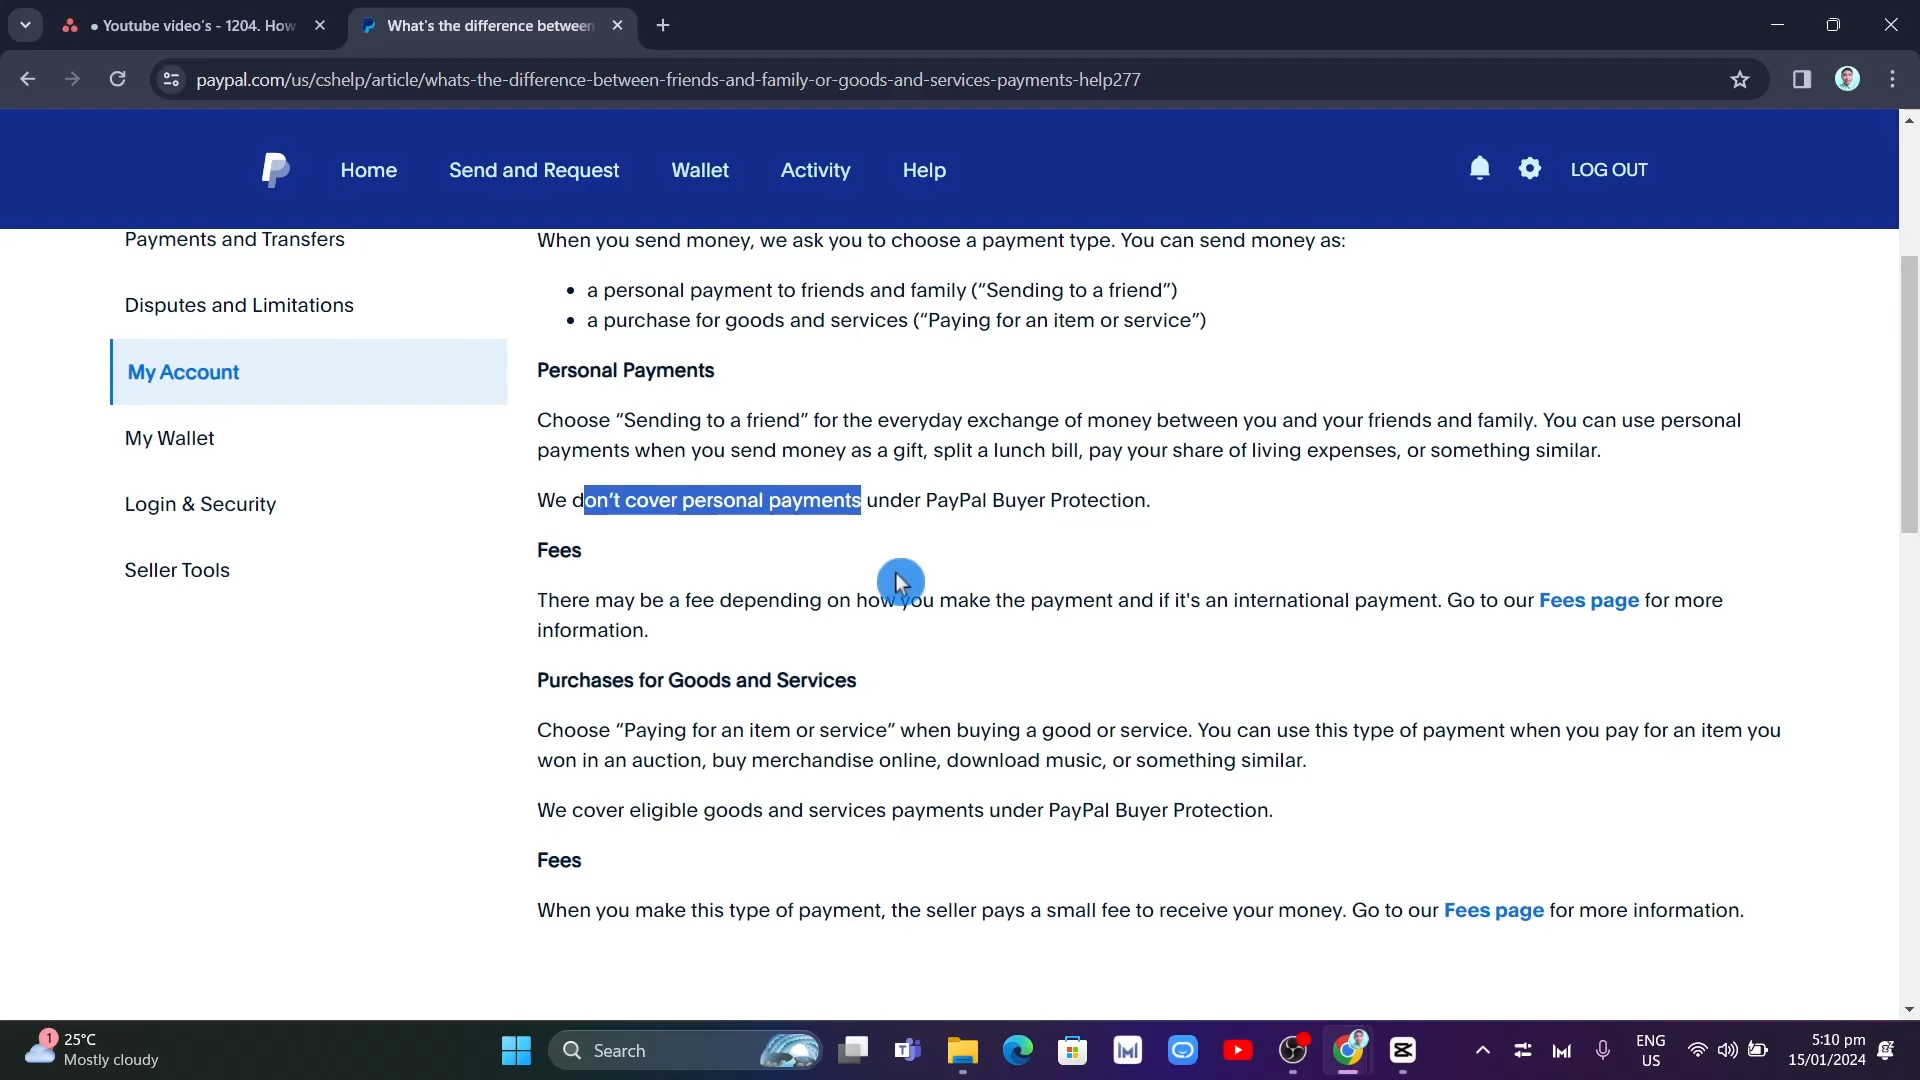 • Youtube video's - 1204. How
What's the difference between
paypal.com/us/cshelp/article/whats-the-difference-between-friends-and-family-or-goods-and-services-payments-help277
Home
Send and Request
Wallet
Activity
Help
LOG OUT
Payments and Transfers
Disputes and Limitations
My Account
My Wallet
Login & Security
Seller Tools
When you send money, we ask you to choose a payment type. You can send money as:
• a personal payment to friends and family (“Sending to a friend”)
• a purchase for goods and services (“Paying for an item or service”)
Personal Payments
Choose “Sending to a friend” for the everyday exchange of money between you and your friends and family. You can use personal
payments when you send money as a gift, split a lunch bill, pay your share of living expenses, or something similar.
We don’t cover personal payments under PayPal Buyer Protection.
Fees
There may be a fee depending on how you make the payment and if it's an international payment. Go to our Fees page for more
information.
Purchases for Goods and Services
Choose “Paying for an item or service” when buying a good or service. You can use this type of payment when you pay for an item you
won in an auction, buy merchandise online, download music, or something similar.
We cover eligible goods and services payments under PayPal Buyer Protection.
Fees
When you make this type of payment, the seller pays a small fee to receive your money. Go to our Fees page for more information.
1
25°C
Mostly cloudy
Search
ENG
US
5:10 pm
15/01/2024